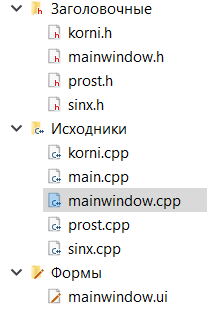 Заголовочные
korni.h
mainwindow.h
prost.h
sinx.h
Исходники
korni.cpp
main.cpp
mainwindow.cpp
prost.cpp
sinx.cpp
Формы
mainwindow.ui